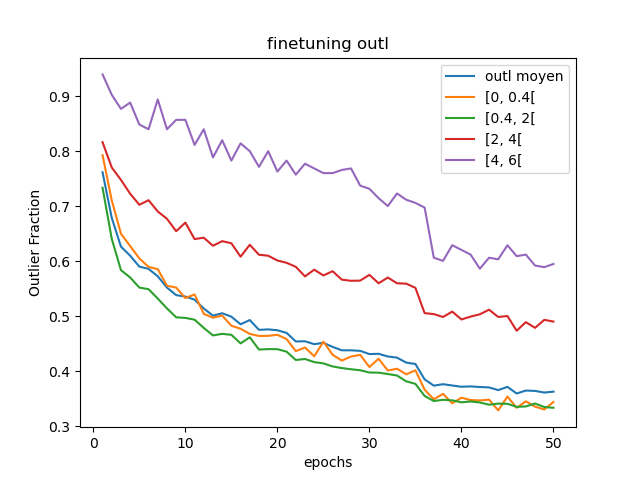 finetuning outl
outl moyen
[0, 0.4[
[0.4, 2[
[2, 4[
[4, 6[
Outlier Fraction
0.9
0.8
0.7
0.6
0.5
0.4
0.3
0 10 20 30 40 50
epochs